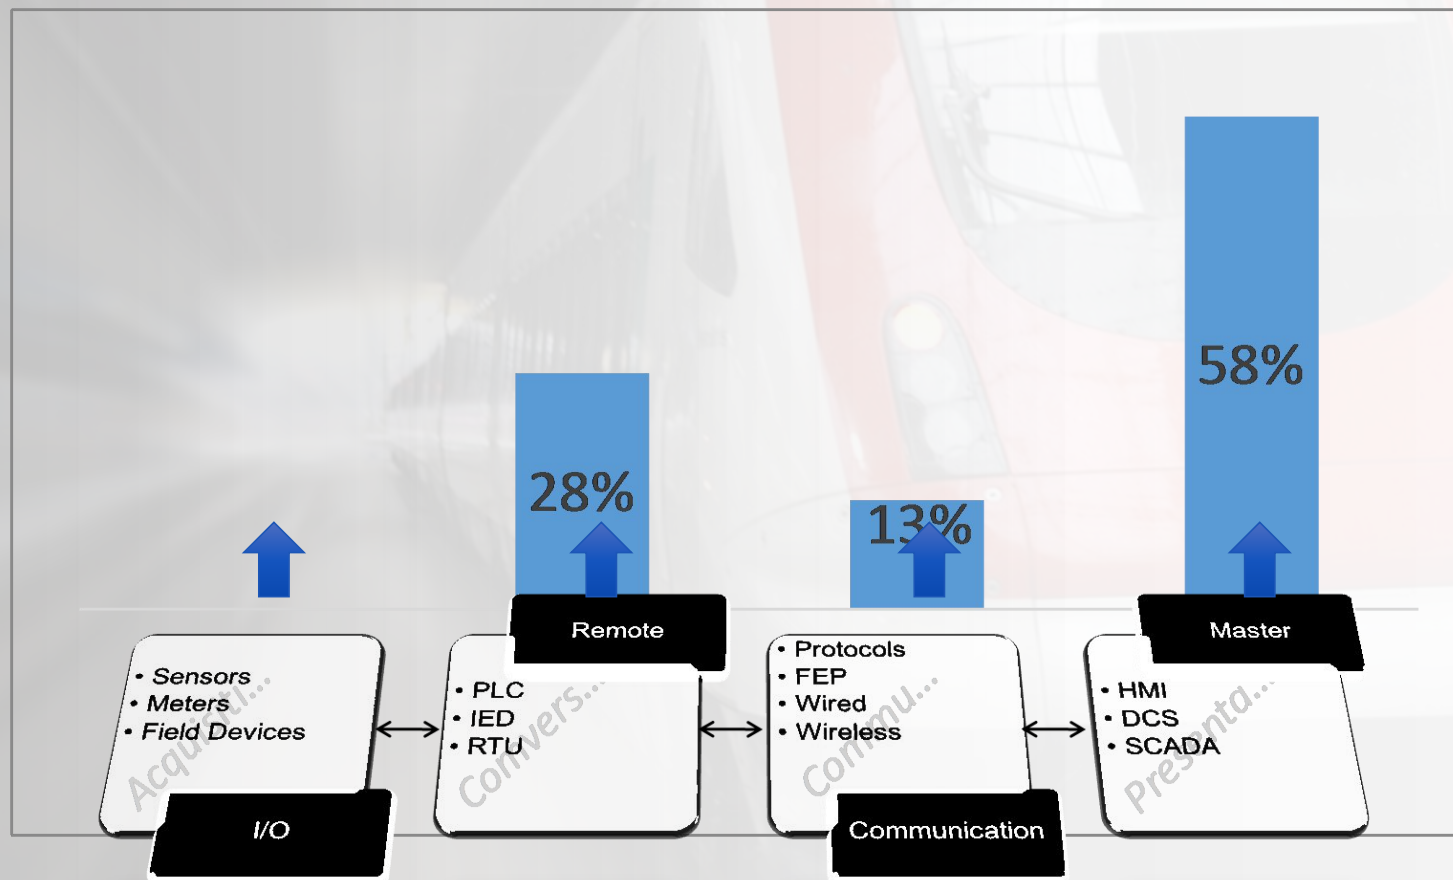 58%
28%
13%
Remote
Master
• Sensors
• Meters
• Field Devices
• PLC
• IED
• RTU
• Protocols
• FEP
• Wired
• Wireless
• HMI
• DCS
• SCADA
Acquisiti...
Convers...
Commu...
Presenta...
I/O
Communication